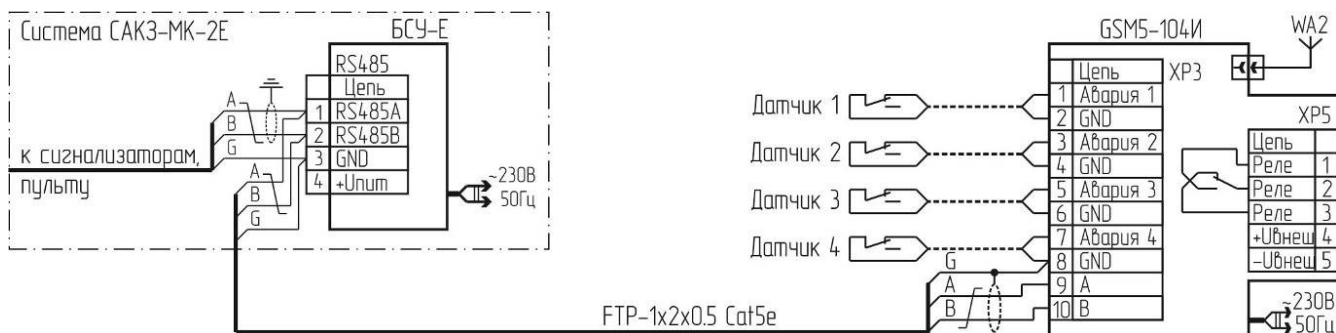 Система САКЗ-МК-2Е
БСУ-Е
RS485
Цепь
1 RS485A
2 RS485B
3 GND
4 +Uпит
A
B
G
к сигнализаторам,
пульту
A
B
G
~230В
50Гц
FTP-1x2x0.5 Cat5e
Датчик 1
Датчик 2
Датчик 3
Датчик 4
G
A
B
GSM5-104И
XP3
Цепь
1 Авария 1
2 GND
3 Авария 2
4 GND
5 Авария 3
6 GND
7 Авария 4
8 GND
9 A
10 B
WA2
XP5
Цепь
Реле 1
Реле 2
Реле 3
+Uвнеш 4
-Uвнеш 5
~230В
50Гц